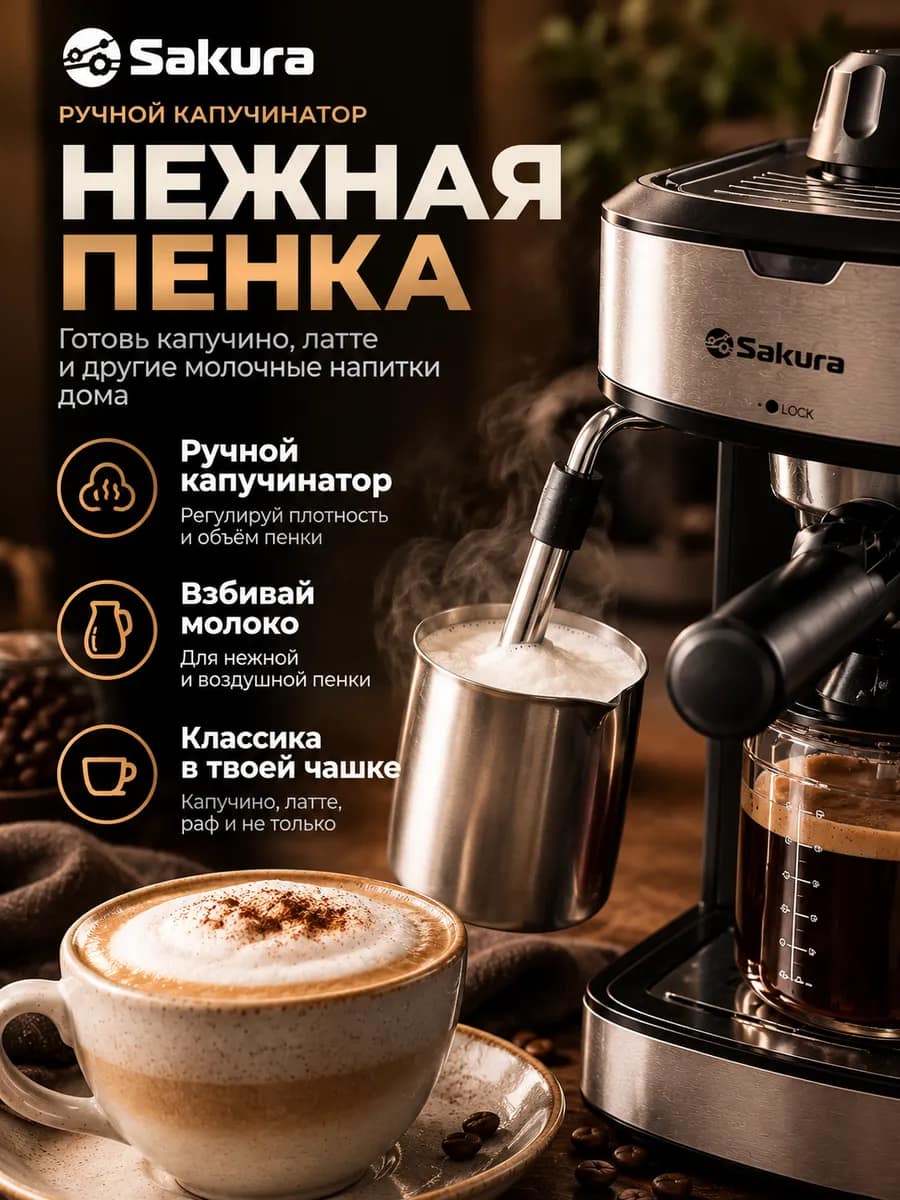 Sakura
РУЧНОЙ КАПУЧИНАТОР
НЕЖНАЯ
ПЕНКА
Готовь капучино, латте
и другие молочные напитки
дома
Ручной
капучинатор
Регулируй плотность
и объём пенки
Взбивай
молоко
Для нежной
и воздушной пенки
Классика
в твоей чашке
Капучино, латте,
раф и не только
Sakura
LOCK